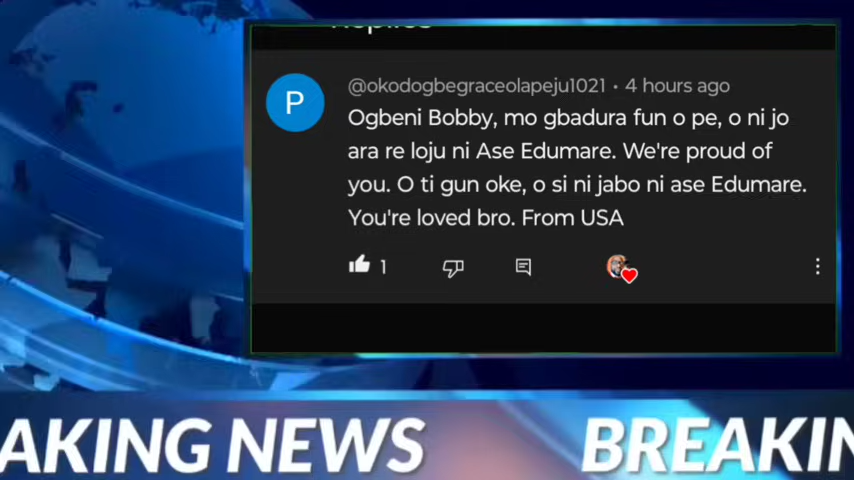 Replies
@okodogbegraceolapeju1021 · 4 hours ago
P
Ogbeni Bobby, mo gbadura fun o pe, o ni jo
ara re loju ni Ase Edumare. We're proud of
you. O ti gun oke, o si ni jabo ni ase Edumare.
You're loved bro. From USA
1
AKING NEWS BREAKIN